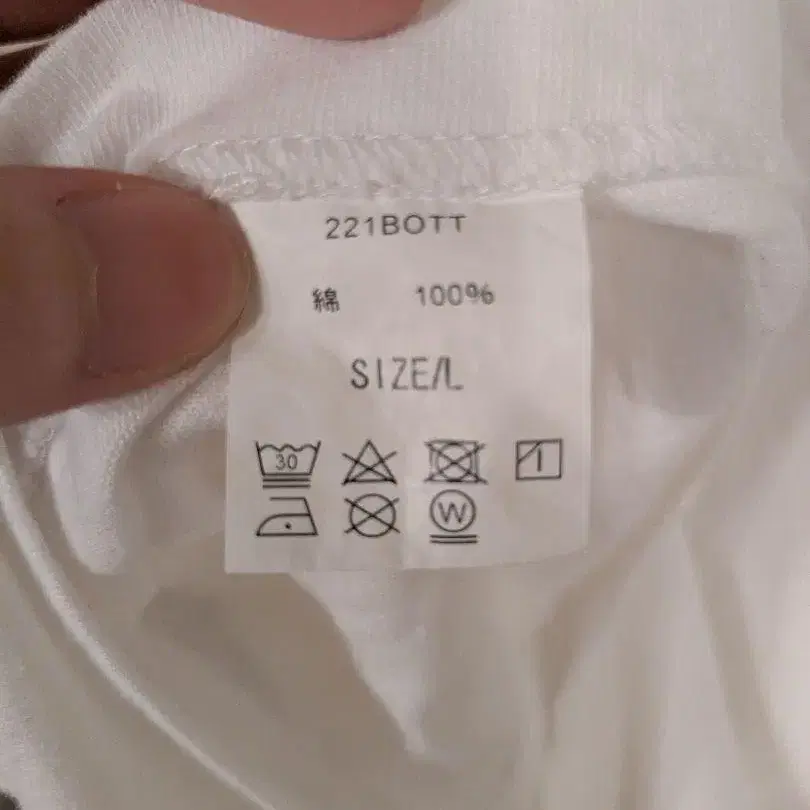 221BOTT
綿 100%
SIZE/L
30
W